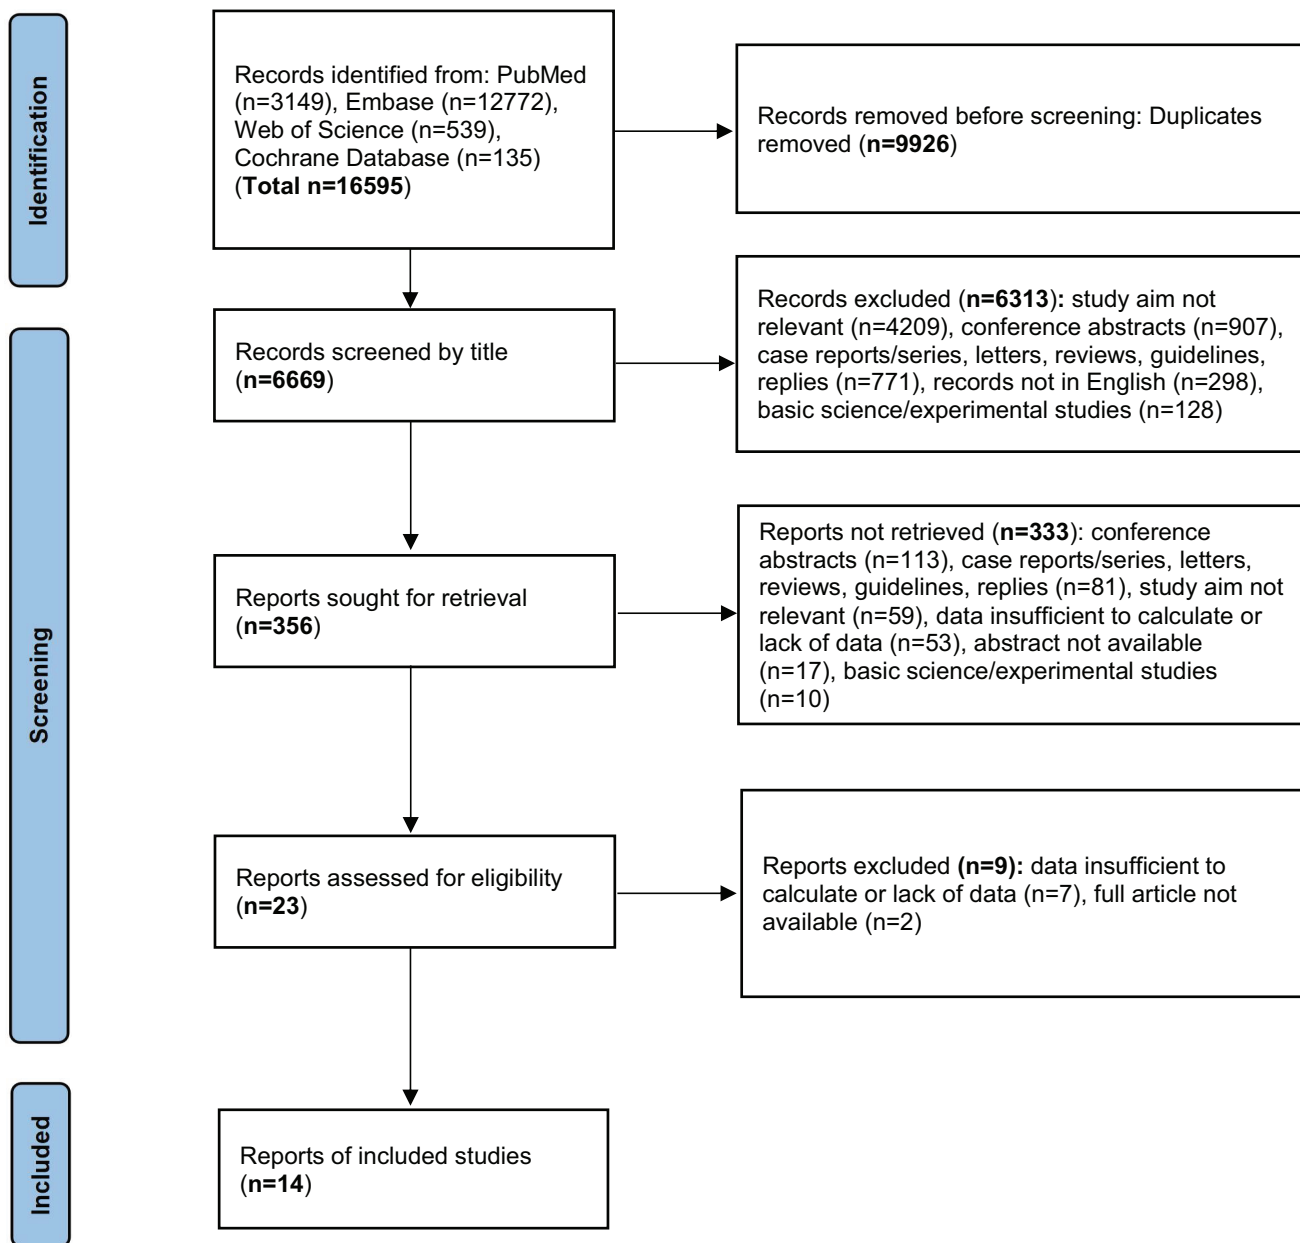 Identification
Records identified from: PubMed
(n=3149), Embase (n=12772),
Web of Science (n=539),
Cochrane Database (n=135)
(Total n=16595)
Records removed before screening: Duplicates
removed (n=9926)
Screening
Records screened by title
(n=6669)
Records excluded (n=6313): study aim not
relevant (n=4209), conference abstracts (n=907),
case reports/series, letters, reviews, guidelines,
replies (n=771), records not in English (n=298),
basic science/experimental studies (n=128)
Reports sought for retrieval
(n=356)
Reports not retrieved (n=333): conference
abstracts (n=113), case reports/series, letters,
reviews, guidelines, replies (n=81), study aim not
relevant (n=59), data insufficient to calculate or
lack of data (n=53), abstract not available
(n=17), basic science/experimental studies
(n=10)
Reports assessed for eligibility
(n=23)
Reports excluded (n=9): data insufficient to
calculate or lack of data (n=7), full article not
available (n=2)
Included
Reports of included studies
(n=14)